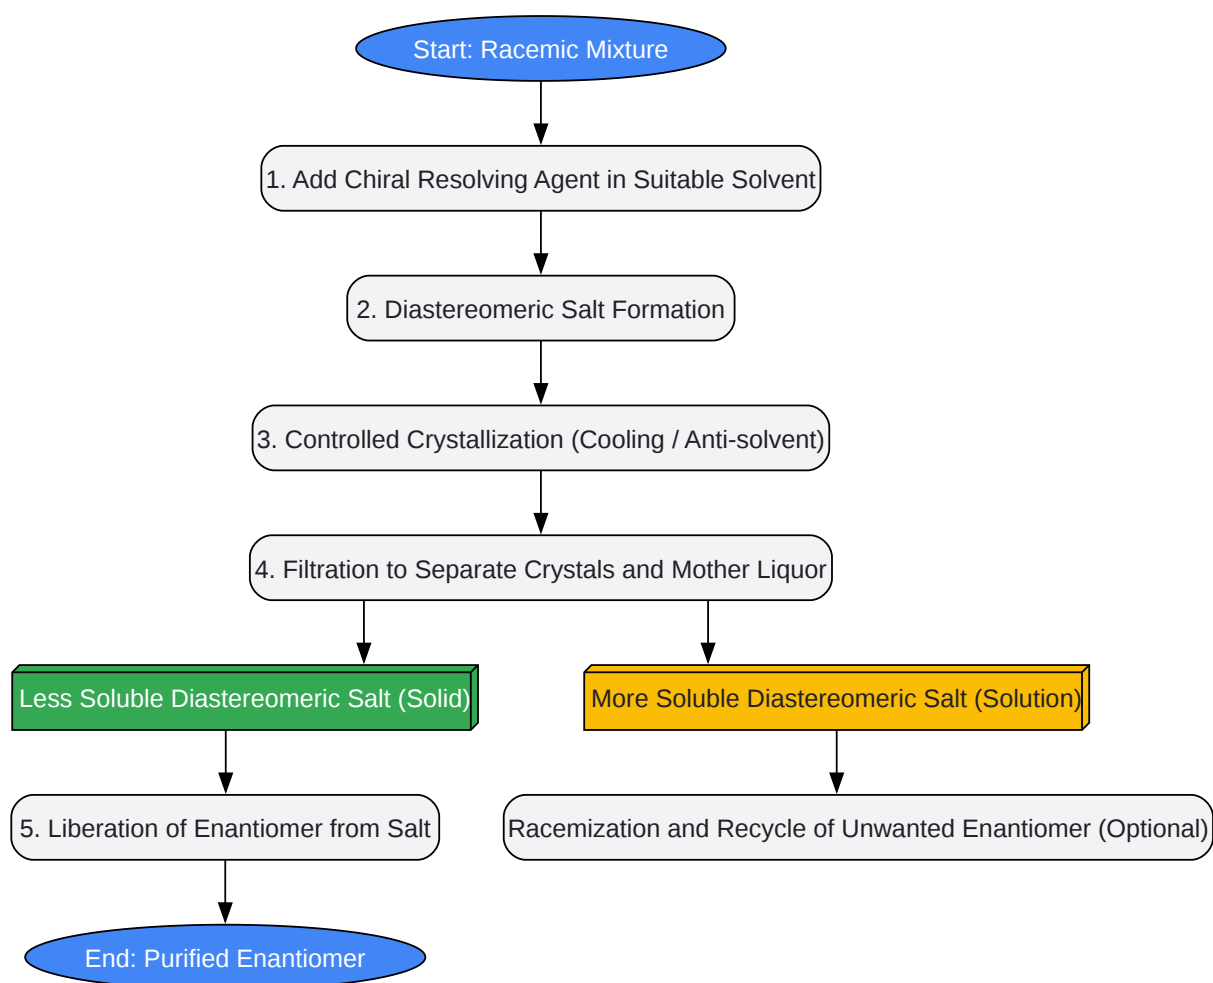 Start: Racemic Mixture
1. Add Chiral Resolving Agent in Suitable Solvent
2. Diastereomeric Salt Formation
3. Controlled Crystallization (Cooling / Anti-solvent)
4. Filtration to Separate Crystals and Mother Liquor
Less Soluble Diastereomeric Salt (Solid)
More Soluble Diastereomeric Salt (Solution)
5. Liberation of Enantiomer from Salt
Racemization and Recycle of Unwanted Enantiomer (Optional)
End: Purified Enantiomer